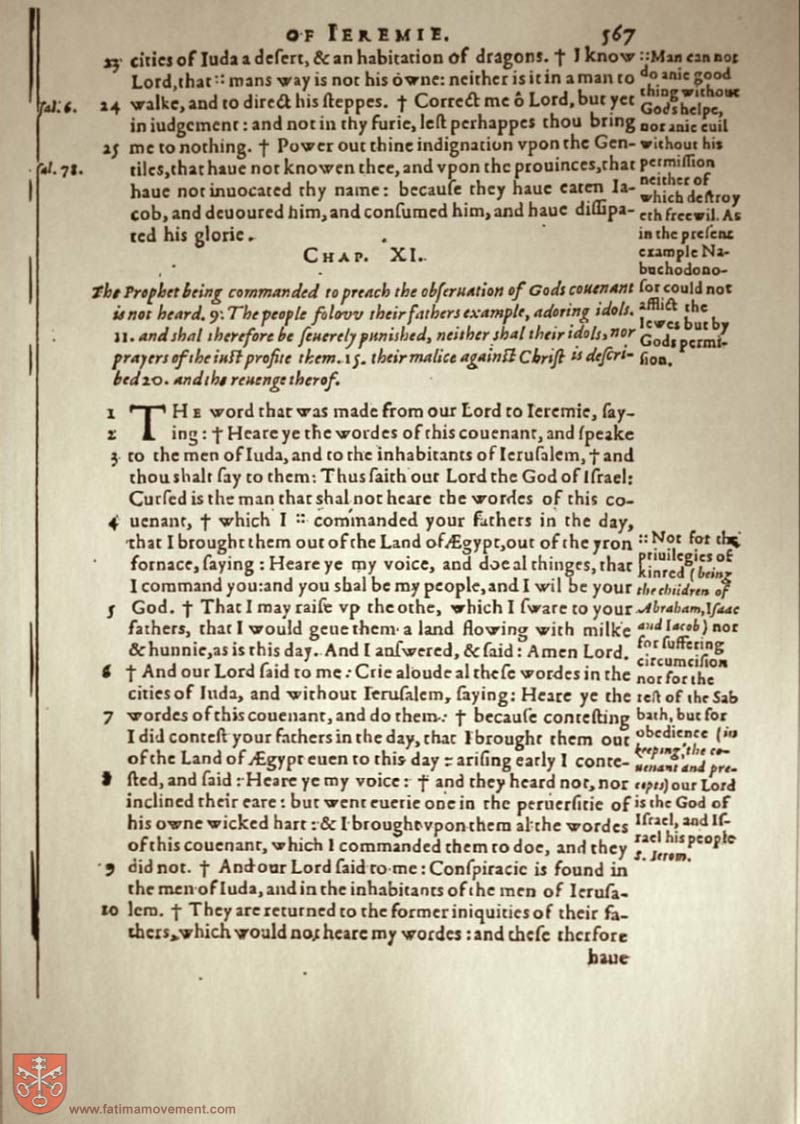 OF IEREMIE. 567
23 cities of Iuda a desert, & an habitation of dragons. † I know
Lord, that :: mans way is not his owne: neither is it in a man to
24 walke, and to direct his steppes. † Correct me ô Lord, but yet
in iudgement: and not in thy furie, lest perhappes thou bring
25 me to nothing. † Power out thine indignation vpon the Gen-
tiles, that haue not knowen thee, and vpon the prouinces, that
haue not inuocated thy name: because they haue eaten Ia-
cob, and deuoured him, and consumed him, and haue dissipa-
ted his glorie.
sal. 6.
sal. 78.
:: Man can not
do anie good
thing without
Gods helpe,
nor anie euil
without his
permission
neither of
which destroy
eth freewil. As
in the present
example Na-
buchodono-
sor could not
afflict the
Iewes but by
Gods permi-
sion.
CHAP. XI.
The Prophet being commanded to preach the obseruation of Gods couenant
is not heard. 9. The people folovv their fathers example, adoring idols.
11. and shal therefore be seuerely punished, neither shal their idols, nor
prayers of the iust profite them. 15. their malice against Christ is descri-
bed 20. and the reuenge therof.
1 THE word that was made from our Lord to Ieremie, say-
2 ing: † Heare ye the wordes of this couenant, and speake
3 to the men of Iuda, and to the inhabitants of Ierusalem, † and
thou shalt say to them: Thus saith our Lord the God of Israel:
Cursed is the man that shal not heare the wordes of this co-
4 uenant, † which I :: commanded your fathers in the day,
that I brought them out of the Land of Ægypt, out of the yron
fornace, saying: Heare ye my voice, and doe al thinges, that
I command you: and you shal be my people, and I wil be your
5 God. † That I may raise vp the othe, which I sware to your
fathers, that I would geue them a land flowing with milke
& hunnie, as is this day. And I answered, & said: Amen Lord.
6 † And our Lord said to me: Crie aloude al these wordes in the
cities of Iuda, and without Ierusalem, saying: Heare ye the
7 wordes of this couenant, and do them: † because contesting
I did contest your fathers in the day, that I brought them out
of the Land of Ægypt euen to this day: arising early I conte-
8 sted, and said: Heare ye my voice: † and they heard not, nor
inclined their eare: but went euerie one in the peruersitie of
his owne wicked hart: & I brought vpon them al the wordes
of this couenant, which I commanded them to doe, and they
9 did not. † And our Lord said to me: Conspiracie is found in
the men of Iuda, and in the inhabitants of the men of Ierusa-
10 lem. † They are returned to the former iniquities of their fa-
thers, which would not heare my wordes: and these therfore
haue
:: Not for the
priuilegies of
kinred (being
the children of
Abraham, Isaac
and Iacob) nor
for suffering
circumcision
nor for the
rest of the Sab
bath, but for
obedience (in
keeping the co-
uenant and pre-
cepts) our Lord
is the God of
Israel, and Is-
rael his people
S. Ierom.
www.fatimamovement.com